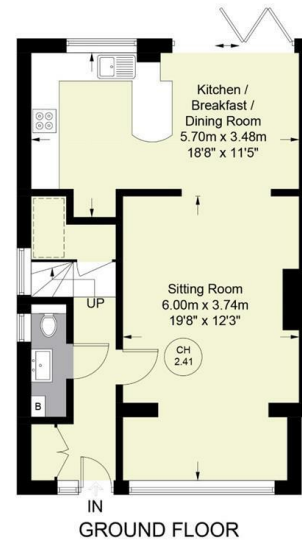 Kitchen /
Breakfast /
Dining Room
5.70m x 3.48m
18'8" x 11'5"
UP
Sitting Room
6.00m x 3.74m
19'8" x 12'3"
CH
2.41
B
IN
GROUND FLOOR